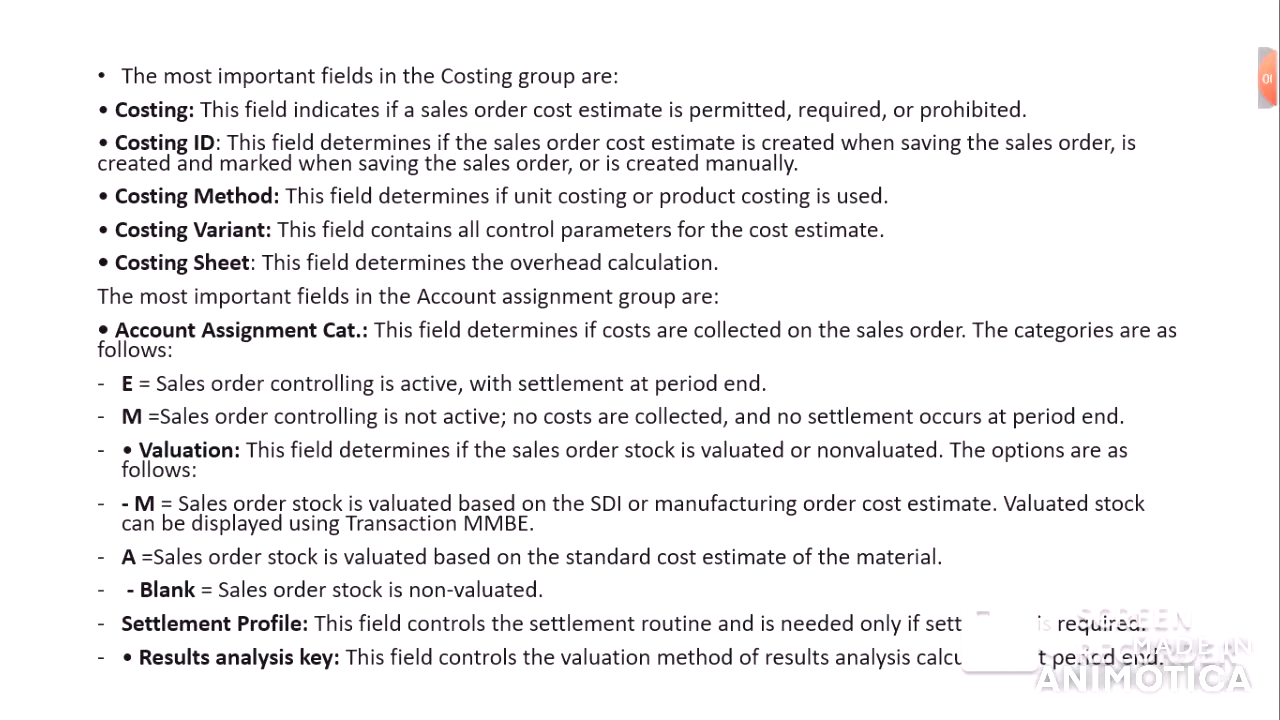 • The most important fields in the Costing group are:
• Costing: This field indicates if a sales order cost estimate is permitted, required, or prohibited.
• Costing ID: This field determines if the sales order cost estimate is created when saving the sales order, is
created and marked when saving the sales order, or is created manually.
• Costing Method: This field determines if unit costing or product costing is used.
• Costing Variant: This field contains all control parameters for the cost estimate.
• Costing Sheet: This field determines the overhead calculation.
The most important fields in the Account assignment group are:
• Account Assignment Cat.: This field determines if costs are collected on the sales order. The categories are as
follows:
- E = Sales order controlling is active, with settlement at period end.
- M =Sales order controlling is not active; no costs are collected, and no settlement occurs at period end.
- • Valuation: This field determines if the sales order stock is valuated or nonvaluated. The options are as
follows:
- - M = Sales order stock is valuated based on the SDI or manufacturing order cost estimate. Valuated stock
can be displayed using Transaction MMBE.
- A =Sales order stock is valuated based on the standard cost estimate of the material.
- - Blank = Sales order stock is non-valuated.
- Settlement Profile: This field controls the settlement routine and is needed only if sett is required.
- • Results analysis key: This field controls the valuation method of results analysis calcu t period end.
MADE IN
ANIMOTICA